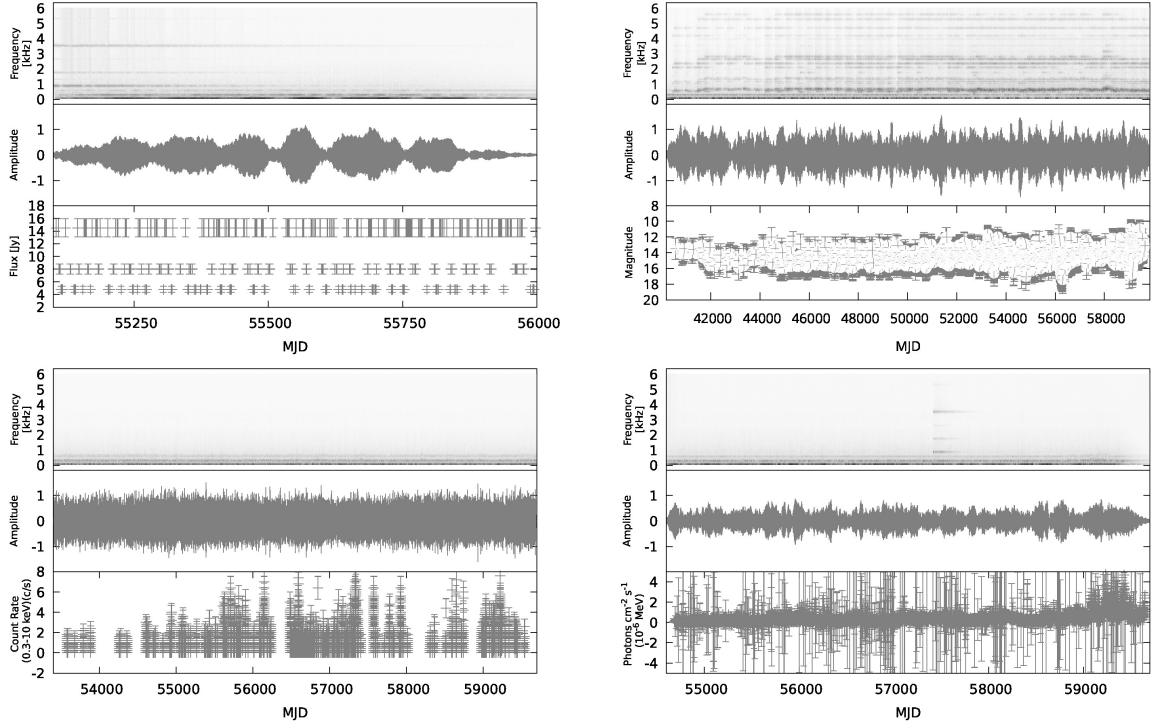 6
5
4
3
2
1
0
Frequency
[kHz]
1
0
-1
Amplitude
18
16
14
12
10
8
6
4
2
Flux [Jy]
55250 55500 55750 56000
MJD
6
5
4
3
2
1
0
Frequency
[kHz]
1
0
-1
Amplitude
8
10
12
14
16
18
20
Magnitude
42000 44000 46000 48000 50000 52000 54000 56000 58000
MJD
6
5
4
3
2
1
0
Frequency
[kHz]
1
0
-1
Amplitude
8
6
4
2
0
-2
Count Rate
(0.3-10 keV)(c/s)
54000 55000 56000 57000 58000 59000
MJD
6
5
4
3
2
1
0
Frequency
[kHz]
1
0
-1
Amplitude
4
2
0
-2
-4
Photons cm⁻² s⁻¹
(10⁻⁶ MeV)
55000 56000 57000 58000 59000
MJD